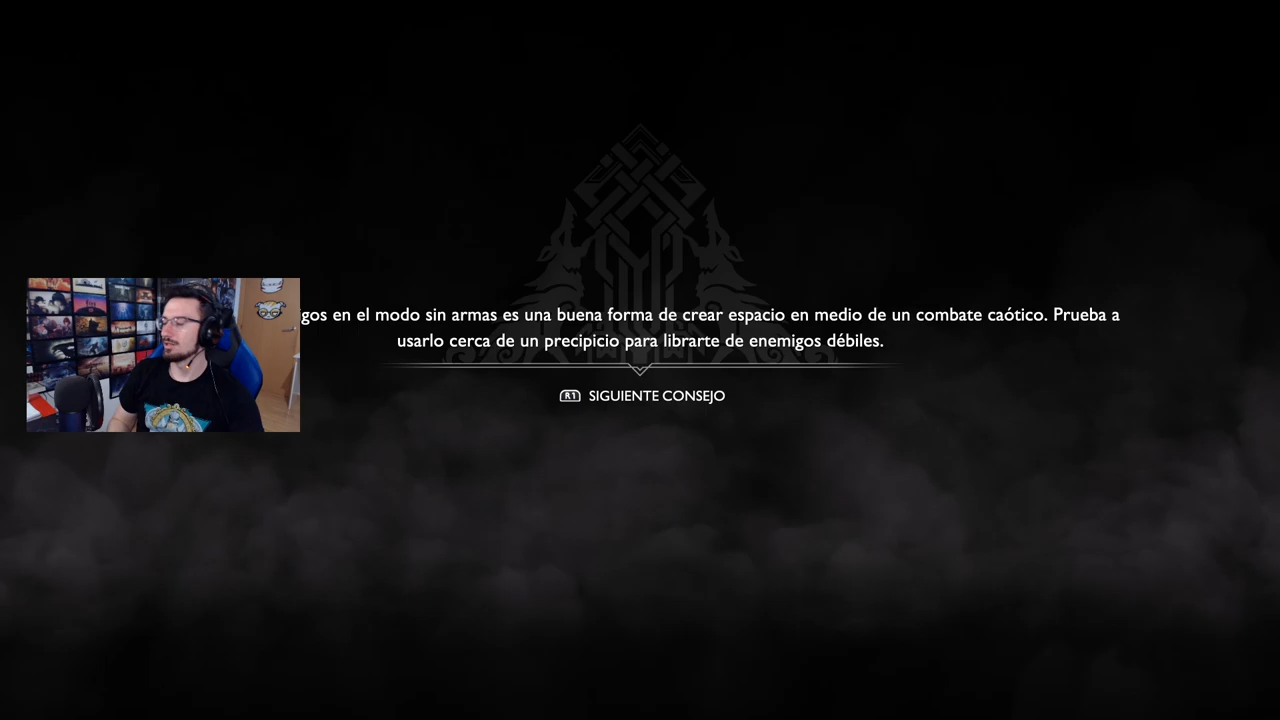 en el modo sin armas es una buena forma de crear espacio en medio de un combate caótico. Prueba a
usarlo cerca de un precipicio para librarte de enemigos débiles.
R1 SIGUIENTE CONSEJO